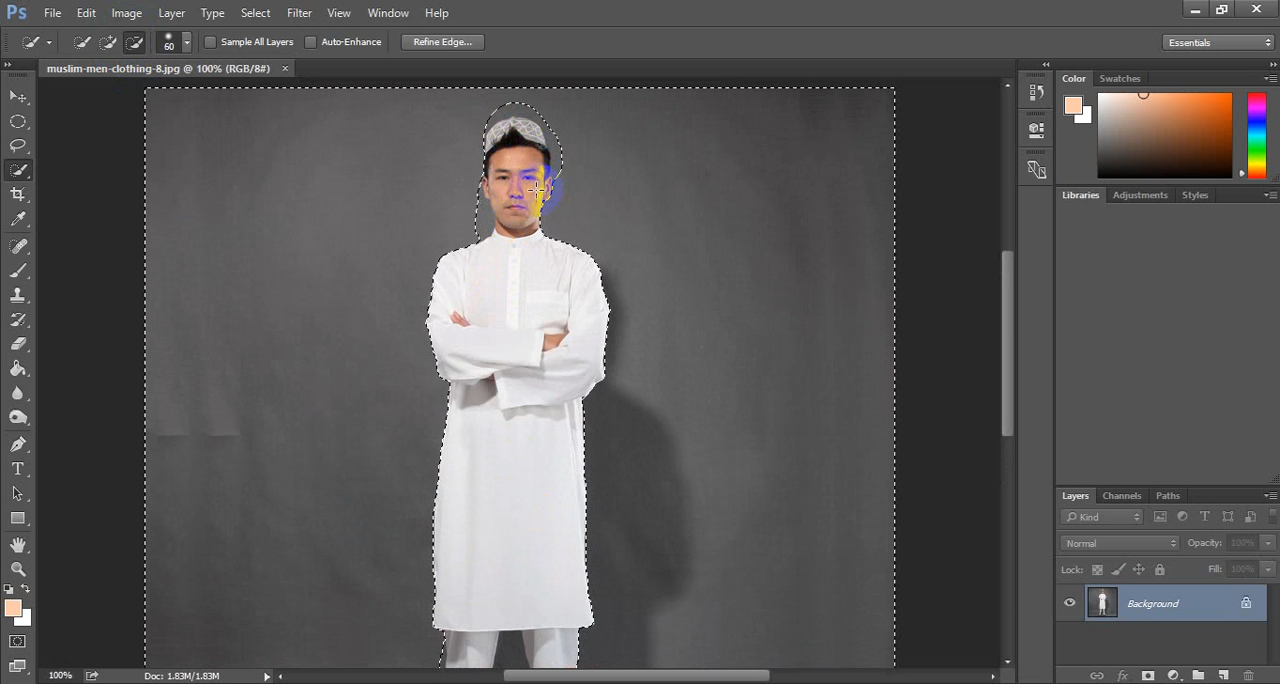 Ps File Edit Image Layer Type Select Filter View Window Help
60 Sample All Layers Auto-Enhance Refine Edge... Essentials
muslim-men-clothing-8.jpg @ 100% (RGB/8#) ×
Color Swatches
Libraries Adjustments Styles
Layers Channels Paths
Kind
Normal Opacity: 100%
Lock: Fill: 100%
Background
100% Doc: 1.83M/1.83M